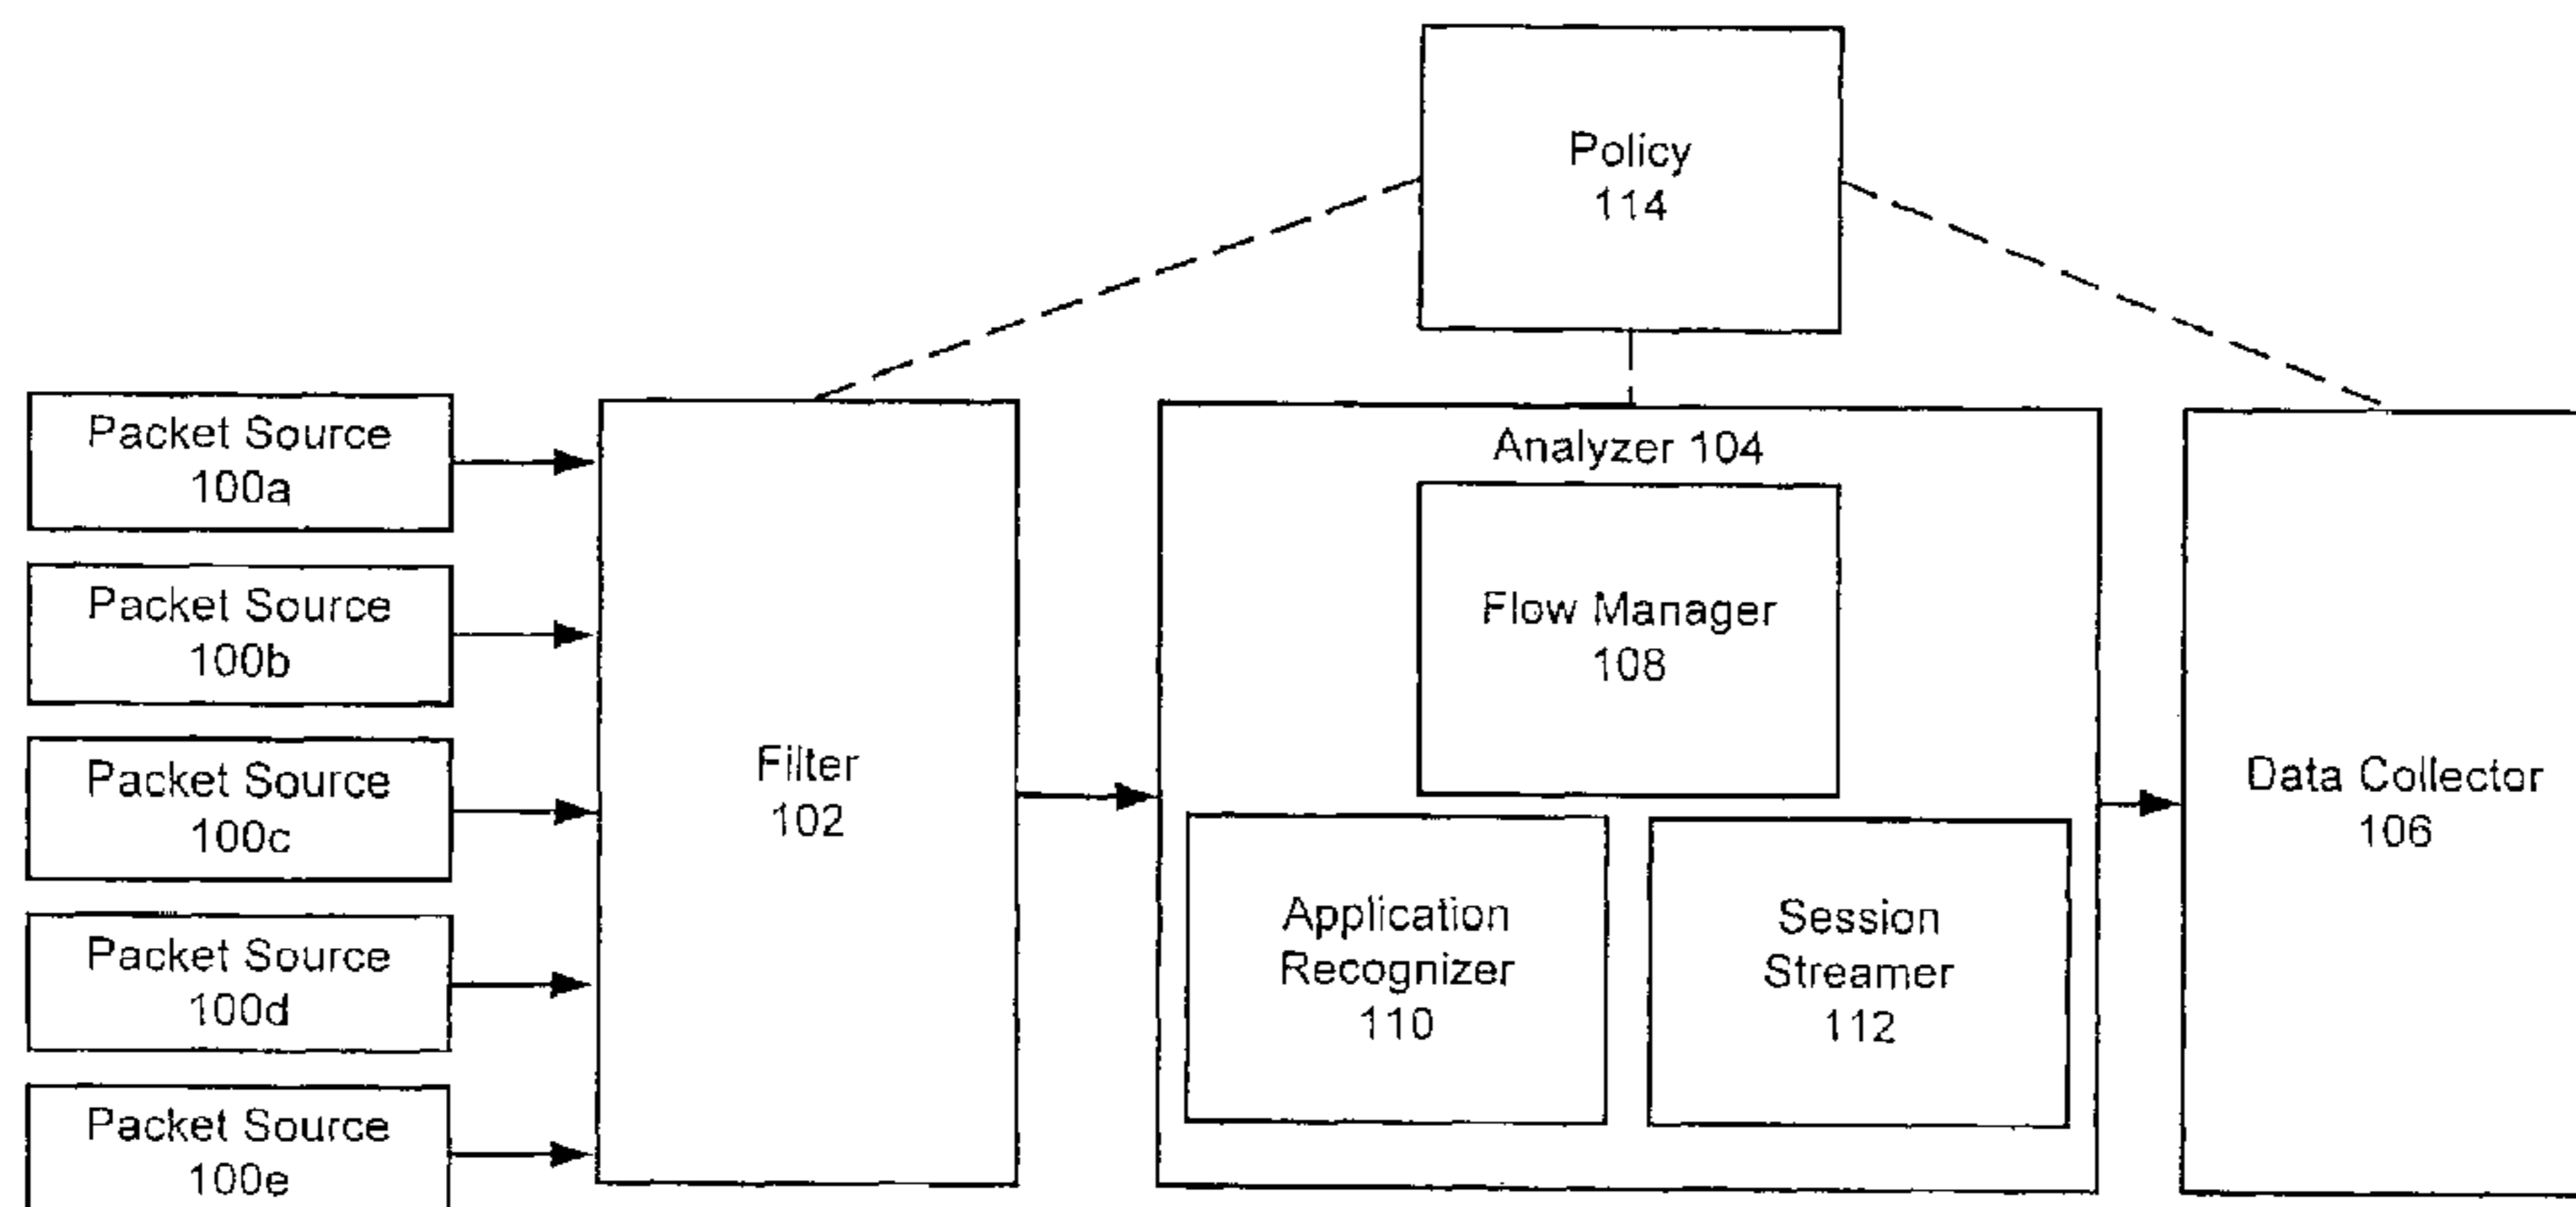 Policy
114
Packet Source
100a
Packet Source
100b
Packet Source
100c
Packet Source
100d
Packet Source
100e
Filter
102
Analyzer 104
Flow Manager
108
Application
Recognizer
110
Session
Streamer
112
Data Collector
106